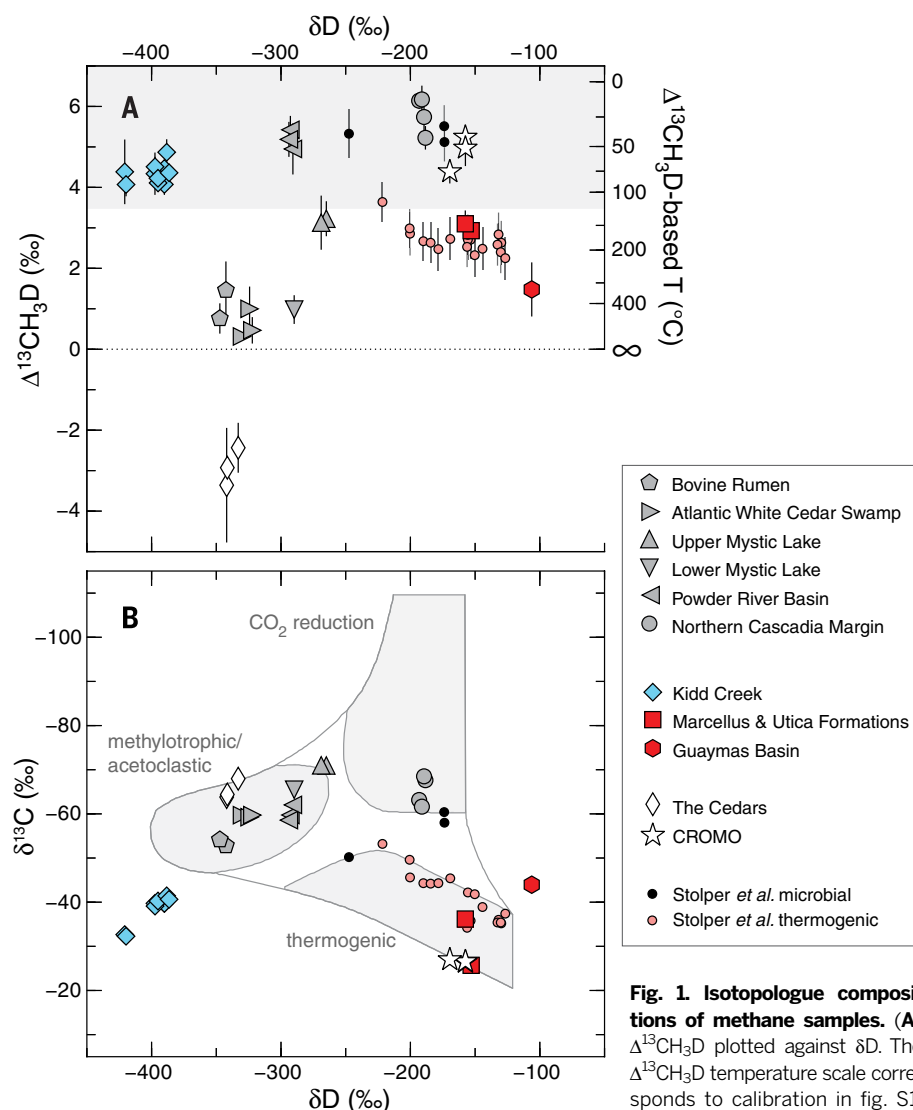 δD (‰)
−400 −300 −200 −100
A
6
4
2
0
−2
−4
Δ¹³CH₃D (‰)
0
50
100
200
400
∞
Δ¹³CH₃D-based T (°C)
B
CO₂ reduction
methylotrophic/
acetoclastic
thermogenic
−100
−80
−60
−40
−20
δ¹³C (‰)
−400 −300 −200 −100
δD (‰)
Bovine Rumen
Atlantic White Cedar Swamp
Upper Mystic Lake
Lower Mystic Lake
Powder River Basin
Northern Cascadia Margin
Kidd Creek
Marcellus & Utica Formations
Guaymas Basin
The Cedars
CROMO
Stolper et al. microbial
Stolper et al. thermogenic
Fig. 1. Isotopologue composi-
tions of methane samples. (A
Δ¹³CH₃D plotted against δD. The
Δ¹³CH₃D temperature scale corre
sponds to calibration in fig. S1